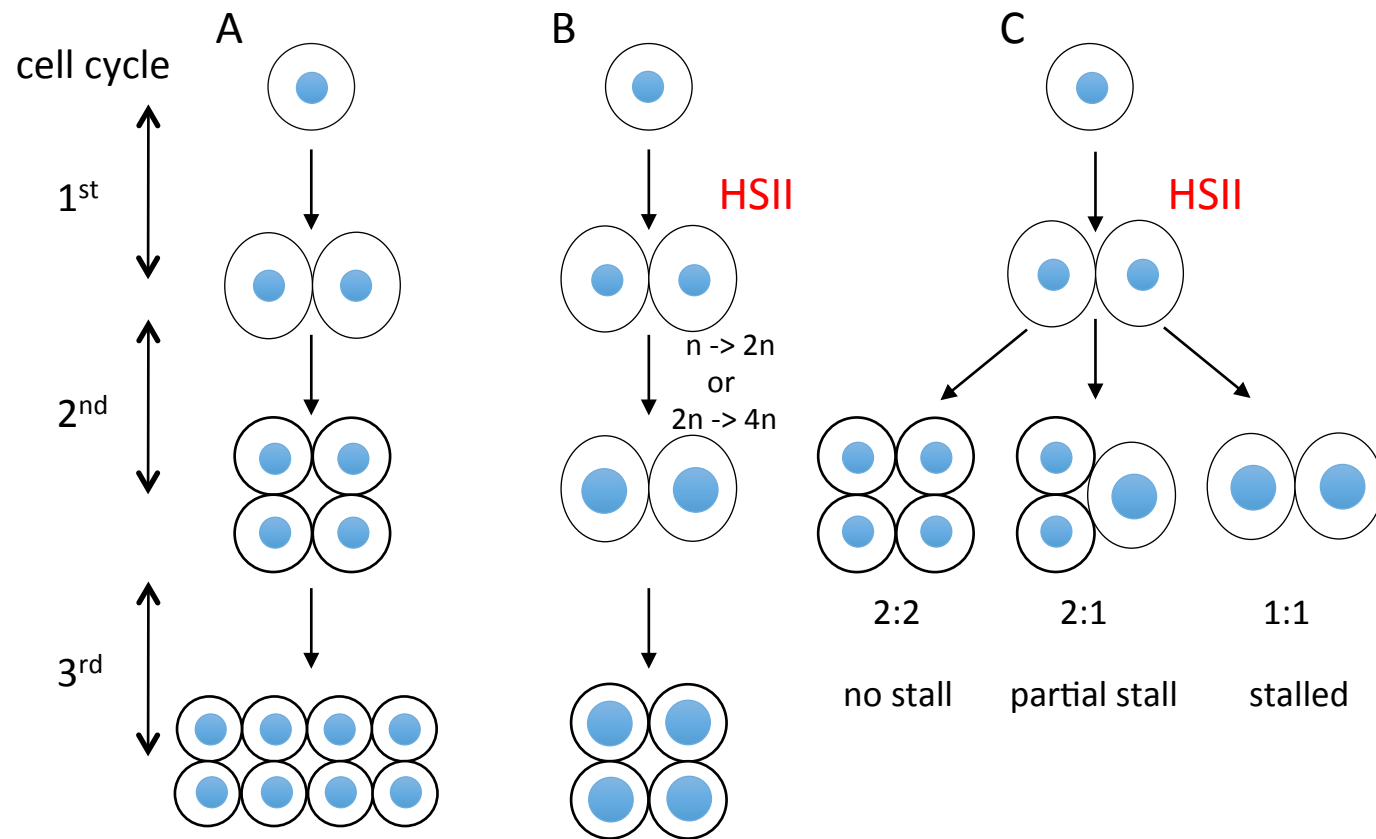 A
B
C
cell cycle
1st
HSII
HSII
n -> 2n
or
2n -> 4n
2nd
2:2
2:1
1:1
3rd
no stall
partial stall
stalled